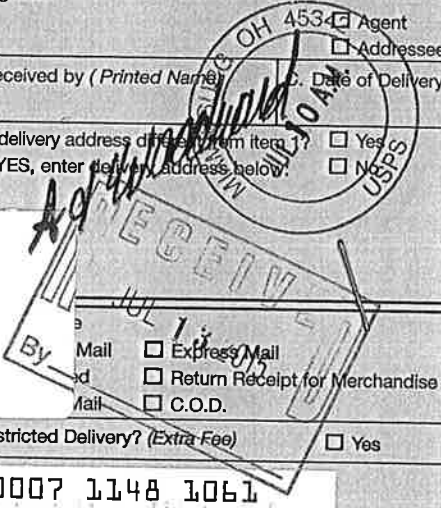 ☐ Agent
☐ Addressee
eceived by (Printed Name)
C. Date of Delivery
OH 4534
JUL 10 A.M.
USPS
delivery address different from item 1? ☐ Yes
YES, enter delivery address below: ☐ No
RECEIV
JUL 13
By
Mail ☐ Express Mail
ed ☐ Return Receipt for Merchandise
Mail ☐ C.O.D.
stricted Delivery? (Extra Fee) ☐ Yes
0007 1148 1061